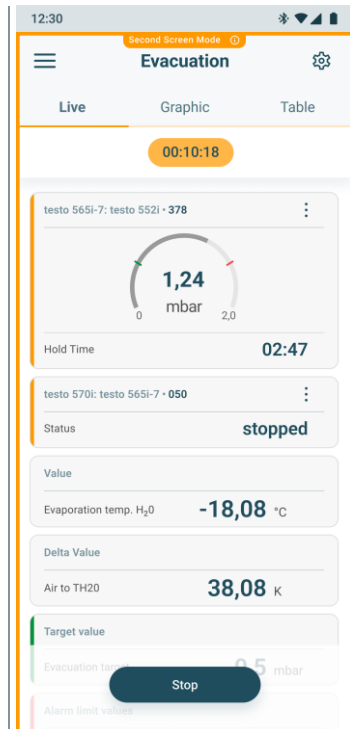 12:30
Second Screen Mode
Evacuation
Live Graphic Table
00:10:18
testo 565i-7: testo 552i • 378
1,24
mbar
0 2,0
Hold Time 02:47
testo 570i: testo 565i-7 • 050
Status stopped
Value
Evaporation temp. H₂0 -18,08 °C
Delta Value
Air to TH20 38,08 K
Target value
Evacuation target 0,5 mbar
Stop
Alarm limit values